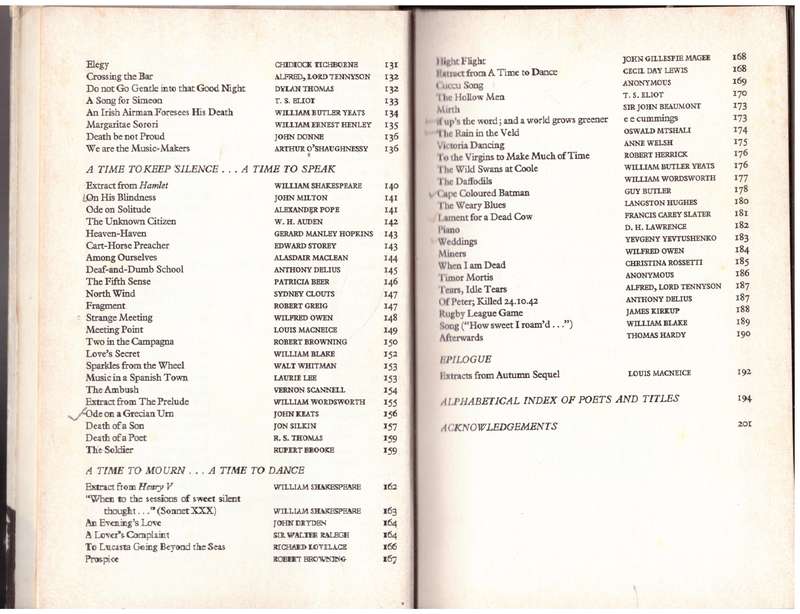 Elegy CHIDIOCK TICHBORNE 131
Crossing the Bar ALFRED, LORD TENNYSON 132
Do not Go Gentle into that Good Night DYLAN THOMAS 132
A Song for Simeon T. S. ELIOT 133
An Irish Airman Foresees His Death WILLIAM BUTLER YEATS 134
Margaritae Sorori WILLIAM ERNEST HENLEY 135
Death be not Proud JOHN DONNE 136
We are the Music-Makers ARTHUR O'SHAUGHNESSY 136
A TIME TO KEEP SILENCE . . . A TIME TO SPEAK
Extract from Hamlet WILLIAM SHAKESPEARE 140
On His Blindness JOHN MILTON 141
Ode on Solitude ALEXANDER POPE 141
The Unknown Citizen W. H. AUDEN 142
Heaven-Haven GERARD MANLEY HOPKINS 143
Cart-Horse Preacher EDWARD STOREY 143
Among Ourselves ALASDAIR MACLEAN 144
Deaf-and-Dumb School ANTHONY DELIUS 145
The Fifth Sense PATRICIA BEER 146
North Wind SYDNEY CLOUTS 147
Fragment ROBERT GREIG 147
Strange Meeting WILFRED OWEN 148
Meeting Point LOUIS MACNEICE 149
Two in the Campagna ROBERT BROWNING 150
Love's Secret WILLIAM BLAKE 152
Sparkles from the Wheel WALT WHITMAN 153
Music in a Spanish Town LAURIE LEE 153
The Ambush VERNON SCANNELL 154
Extract from The Prelude WILLIAM WORDSWORTH 155
Ode on a Grecian Urn JOHN KEATS 156
Death of a Son JON SILKIN 157
Death of a Poet R. S. THOMAS 159
The Soldier RUPERT BROOKE 159
A TIME TO MOURN . . . A TIME TO DANCE
Extract from Henry V WILLIAM SHAKESPEARE 162
"When to the sessions of sweet silent
thought . . ." (Sonnet XXX) WILLIAM SHAKESPEARE 163
An Evening's Love JOHN DRYDEN 164
A Lover's Complaint SIR WALTER RALEGH 164
To Lucasta Going Beyond the Seas RICHARD LOVELACE 166
Prospice ROBERT BROWNING 167
Hight Flight JOHN GILLESPIE MAGEE 168
Extract from A Time to Dance CECIL DAY LEWIS 168
Cuccu Song ANONYMOUS 169
The Hollow Men T. S. ELIOT 170
Mirth SIR JOHN BEAUMONT 173
if up's the word; and a world grows greener e e cummings 173
The Rain in the Veld OSWALD MTSHALI 174
Victoria Dancing ANNE WELSH 175
To the Virgins to Make Much of Time ROBERT HERRICK 176
The Wild Swans at Coole WILLIAM BUTLER YEATS 176
The Daffodils WILLIAM WORDSWORTH 177
Cape Coloured Batman GUY BUTLER 178
The Weary Blues LANGSTON HUGHES 180
Lament for a Dead Cow FRANCIS CAREY SLATER 181
Piano D. H. LAWRENCE 182
Weddings YEVGENY YEVTUSHENKO 183
Miners WILFRED OWEN 184
When I am Dead CHRISTINA ROSSETTI 185
Timor Mortis ANONYMOUS 186
Tears, Idle Tears ALFRED, LORD TENNYSON 187
Of Peter; Killed 24.10.42 ANTHONY DELIUS 187
Rugby League Game JAMES KIRKUP 188
Song ("How sweet I roam'd . . .") WILLIAM BLAKE 189
Afterwards THOMAS HARDY 190
EPILOGUE
Extracts from Autumn Sequel LOUIS MACNEICE 192
ALPHABETICAL INDEX OF POETS AND TITLES 194
ACKNOWLEDGEMENTS 201